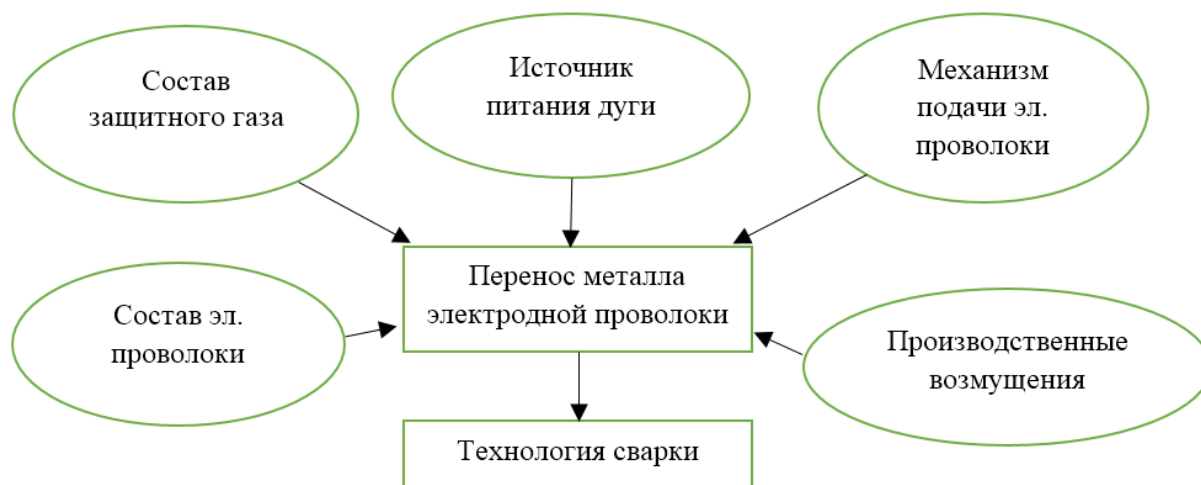 Состав
защитного газа
Источник
питания дуги
Механизм
подачи эл.
проволоки
Перенос металла
электродной проволоки
Состав эл.
проволоки
Производственные
возмущения
Технология сварки